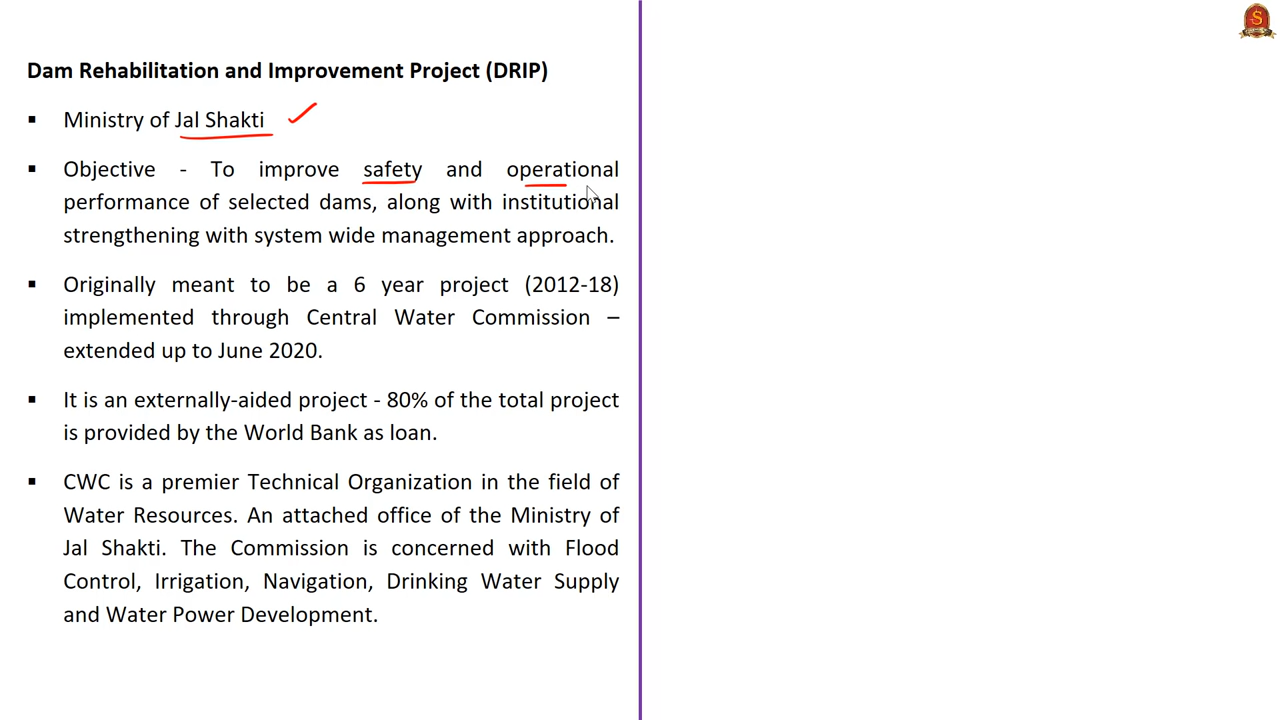 Dam Rehabilitation and Improvement Project (DRIP)
▪ Ministry of Jal Shakti
▪ Objective - To improve safety and operational
performance of selected dams, along with institutional
strengthening with system wide management approach.
▪ Originally meant to be a 6 year project (2012-18)
implemented through Central Water Commission –
extended up to June 2020.
▪ It is an externally-aided project - 80% of the total project
is provided by the World Bank as loan.
▪ CWC is a premier Technical Organization in the field of
Water Resources. An attached office of the Ministry of
Jal Shakti. The Commission is concerned with Flood
Control, Irrigation, Navigation, Drinking Water Supply
and Water Power Development.
S